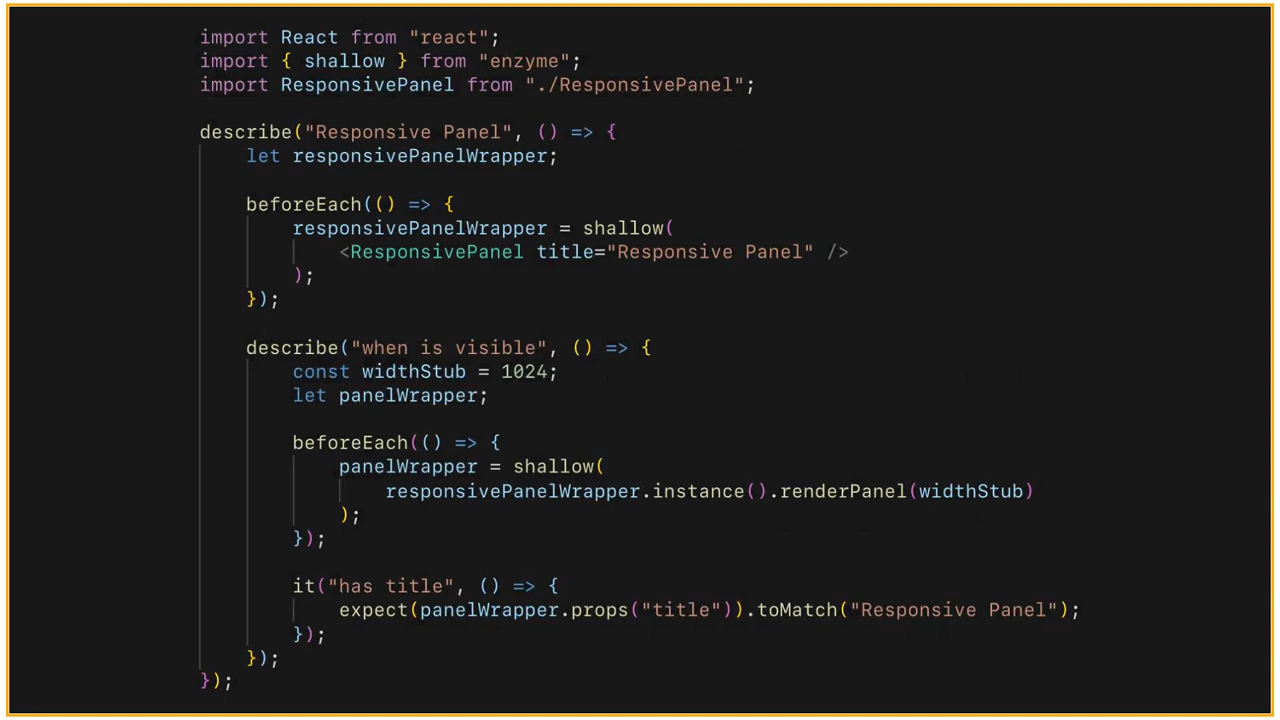 import React from "react";
import { shallow } from "enzyme";
import ResponsivePanel from "./ResponsivePanel";
describe("Responsive Panel", () => {
let responsivePanelWrapper;
beforeEach(() => {
responsivePanelWrapper = shallow(
<ResponsivePanel title="Responsive Panel" />
);
});
describe("when is visible", () => {
const widthStub = 1024;
let panelWrapper;
beforeEach(() => {
panelWrapper = shallow(
responsivePanelWrapper.instance().renderPanel(widthStub)
);
});
it("has title", () => {
expect(panelWrapper.props("title")).toMatch("Responsive Panel");
});
});
});